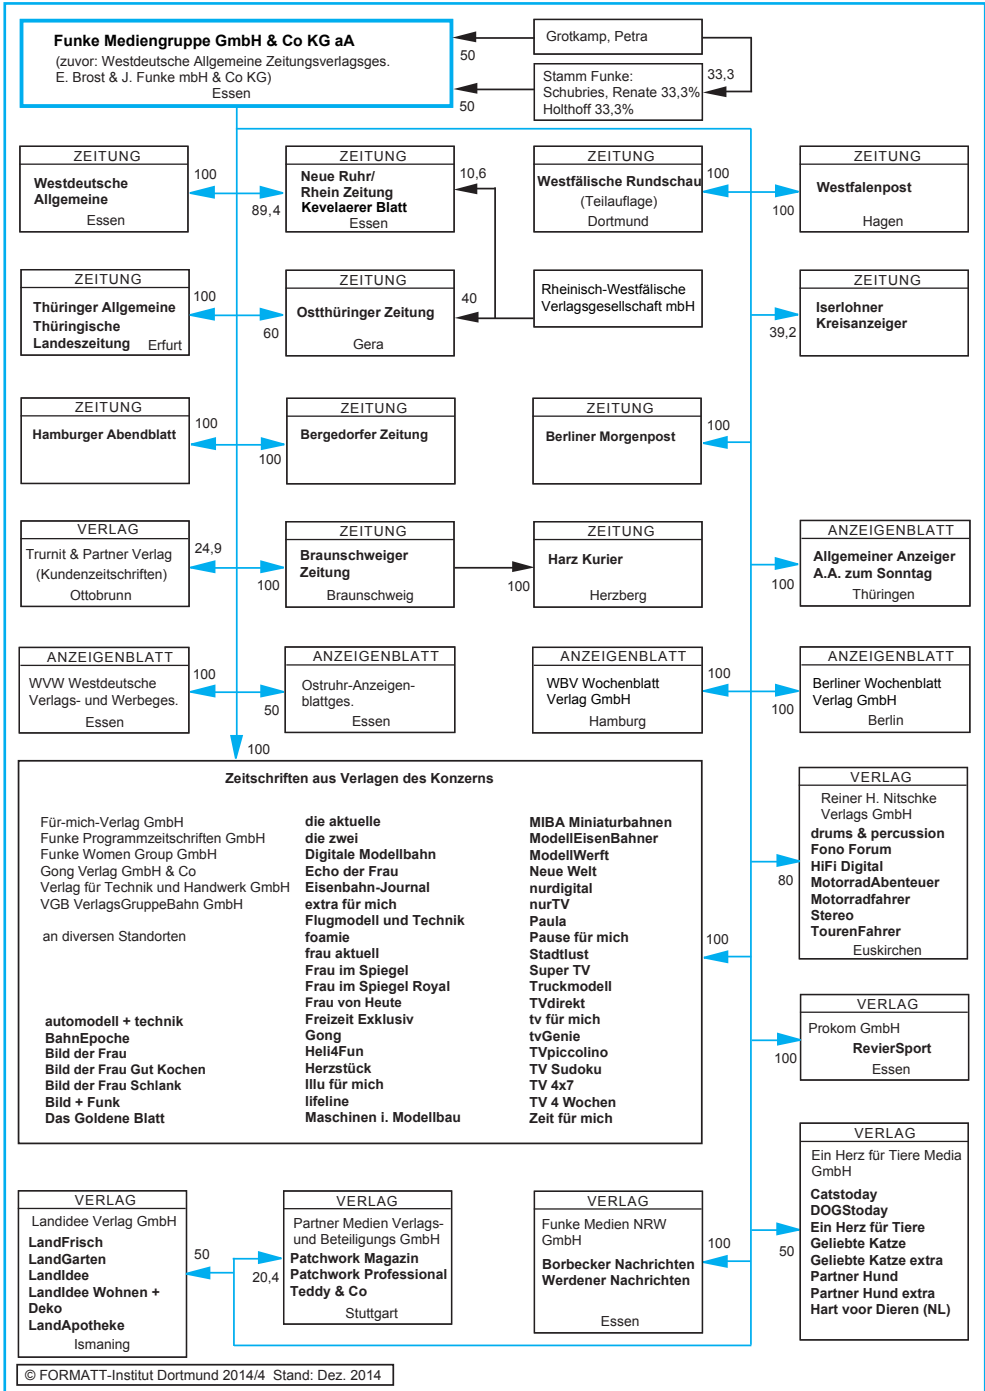 Funke Mediengruppe GmbH & Co KG aA
(zuvor: Westdeutsche Allgemeine Zeitungsverlagsges.
E. Brost & J. Funke mbH & Co KG)
Essen
50
50
Grotkamp, Petra
Stamm Funke:
Schubries, Renate 33,3%
Holthoff 33,3%
33,3
ZEITUNG
Westdeutsche
Allgemeine
Essen
100
89,4
ZEITUNG
Neue Ruhr/
Rhein Zeitung
Kevelaerer Blatt
Essen
10,6
ZEITUNG
Westfälische Rundschau
(Teilauflage)
Dortmund
100
100
ZEITUNG
Westfalenpost
Hagen
ZEITUNG
Thüringer Allgemeine
Thüringische
Landeszeitung Erfurt
100
60
ZEITUNG
Ostthüringer Zeitung
Gera
40
Rheinisch-Westfälische
Verlagsgesellschaft mbH
39,2
ZEITUNG
Iserlohner
Kreisanzeiger
ZEITUNG
Hamburger Abendblatt
100
100
ZEITUNG
Bergedorfer Zeitung
ZEITUNG
Berliner Morgenpost
100
VERLAG
Trurnit & Partner Verlag
(Kundenzeitschriften)
Ottobrunn
24,9
100
ZEITUNG
Braunschweiger
Zeitung
Braunschweig
100
ZEITUNG
Harz Kurier
Herzberg
100
ANZEIGENBLATT
Allgemeiner Anzeiger
A.A. zum Sonntag
Thüringen
ANZEIGENBLATT
WVW Westdeutsche
Verlags- und Werbeges.
Essen
100
50
ANZEIGENBLATT
Ostruhr-Anzeigen-
blattges.
Essen
ANZEIGENBLATT
WBV Wochenblatt
Verlag GmbH
Hamburg
100
100
ANZEIGENBLATT
Berliner Wochenblatt
Verlag GmbH
Berlin
100
Zeitschriften aus Verlagen des Konzerns
Für-mich-Verlag GmbH
Funke Programmzeitschriften GmbH
Funke Women Group GmbH
Gong Verlag GmbH & Co
Verlag für Technik und Handwerk GmbH
VGB VerlagsGruppeBahn GmbH
an diversen Standorten
automodell + technik
BahnEpoche
Bild der Frau
Bild der Frau Gut Kochen
Bild der Frau Schlank
Bild + Funk
Das Goldene Blatt
die aktuelle
die zwei
Digitale Modellbahn
Echo der Frau
Eisenbahn-Journal
extra für mich
Flugmodell und Technik
foamie
frau aktuell
Frau im Spiegel
Frau im Spiegel Royal
Frau von Heute
Freizeit Exklusiv
Gong
Heli4Fun
Herzstück
Illu für mich
lifeline
Maschinen i. Modellbau
MIBA Miniaturbahnen
ModellEisenBahner
ModellWerft
Neue Welt
nurdigital
nurTV
Paula
Pause für mich
Stadtlust
Super TV
Truckmodell
TVdirekt
tv für mich
tvGenie
TVpiccolino
TV Sudoku
TV 4x7
TV 4 Wochen
Zeit für mich
100
80
VERLAG
Reiner H. Nitschke
Verlags GmbH
drums & percussion
Fono Forum
HiFi Digital
MotorradAbenteuer
Motorradfahrer
Stereo
TourenFahrer
Euskirchen
100
VERLAG
Prokom GmbH
RevierSport
Essen
VERLAG
Landidee Verlag GmbH
LandFrisch
LandGarten
LandIdee
LandIdee Wohnen +
Deko
LandApotheke
Ismaning
50
20,4
VERLAG
Partner Medien Verlags-
und Beteiligungs GmbH
Patchwork Magazin
Patchwork Professional
Teddy & Co
Stuttgart
VERLAG
Funke Medien NRW
GmbH
Borbecker Nachrichten
Werdener Nachrichten
Essen
100
50
VERLAG
Ein Herz für Tiere Media
GmbH
Catstoday
DOGStoday
Ein Herz für Tiere
Geliebte Katze
Geliebte Katze extra
Partner Hund
Partner Hund extra
Hart voor Dieren (NL)
© FORMATT-Institut Dortmund 2014/4 Stand: Dez. 2014